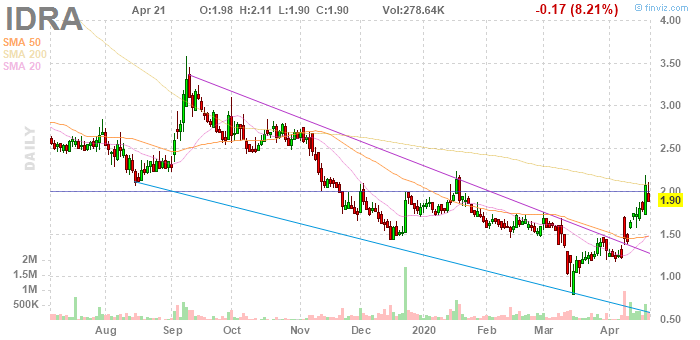 IDRA
Apr 21 O:1.98 H:2.11 L:1.90 C:1.90 Vol:278.64K -0.17 (8.21%)
© finviz.com
SMA 50
SMA 200
SMA 20
DAILY
4.00
3.50
3.00
2.50
2.00
1.90
1.50
1.00
0.50
2M
1.5M
1M
500K
Aug Sep Oct Nov Dec 2020 Feb Mar Apr